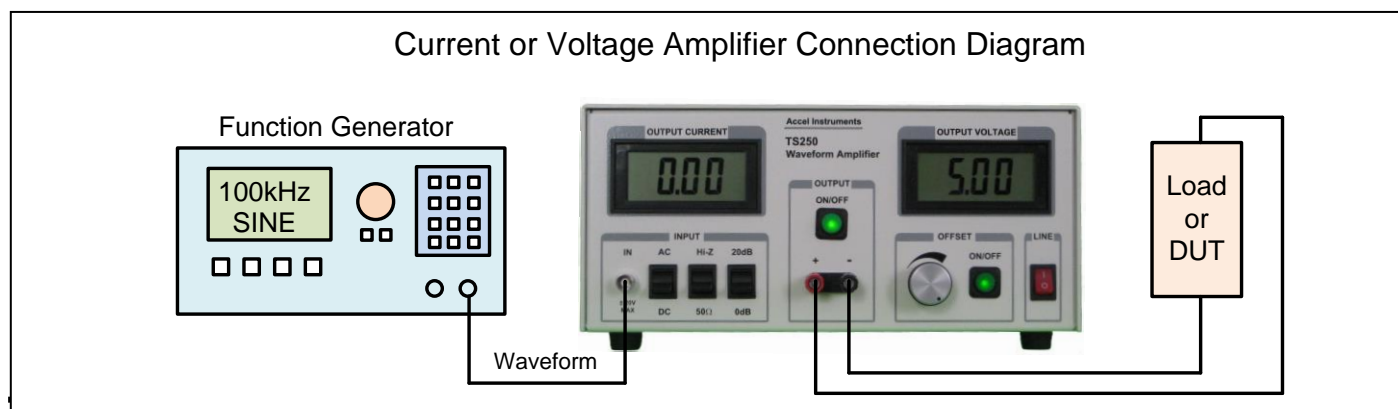 Current or Voltage Amplifier Connection Diagram
Function Generator
100kHz
SINE
Waveform
OUTPUT CURRENT
0.00
Accel Instruments
TS250
Waveform Amplifier
OUTPUT VOLTAGE
5.00
OUTPUT
ON/OFF
+ -
INPUT
IN AC Hi-Z 20dB
MAX DC 50Ω 0dB
OFFSET
ON/OFF
LINE
I
O
Load
or
DUT